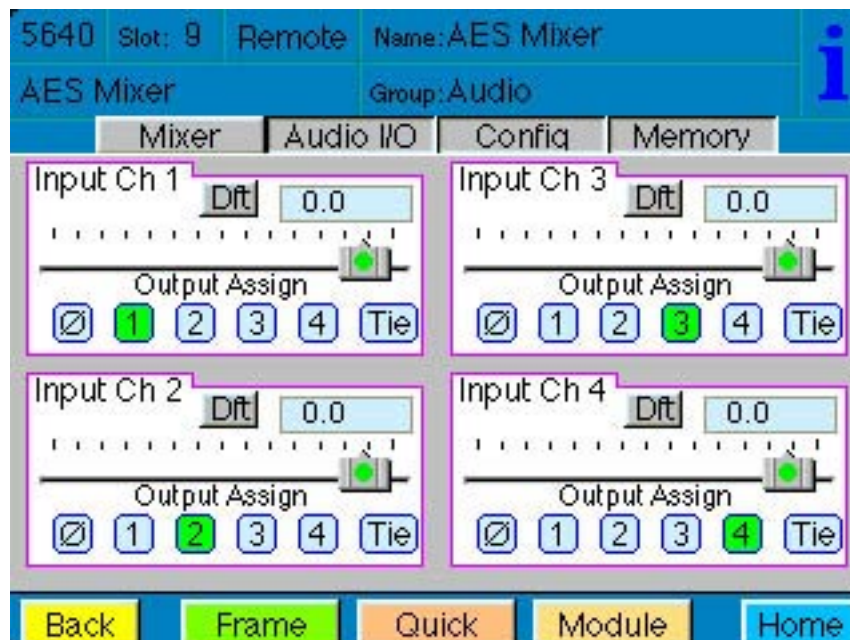 5640 Slot: 9 Remote Name:AES Mixer
AES Mixer Group:Audio
i
Mixer Audio I/O Config Memory
Input Ch 1 Dft 0.0
Output Assign
Ø 1 2 3 4 Tie
Input Ch 3 Dft 0.0
Output Assign
Ø 1 2 3 4 Tie
Input Ch 2 Dft 0.0
Output Assign
Ø 1 2 3 4 Tie
Input Ch 4 Dft 0.0
Output Assign
Ø 1 2 3 4 Tie
Back Frame Quick Module Home